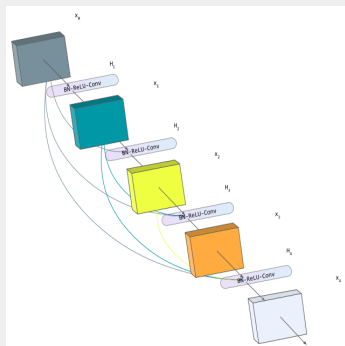 x₀
H₁
BN-ReLU-Conv
x₁
H₂
BN-ReLU-Conv
x₂
H₃
BN-ReLU-Conv
x₃
H₄
BN-ReLU-Conv
x₄